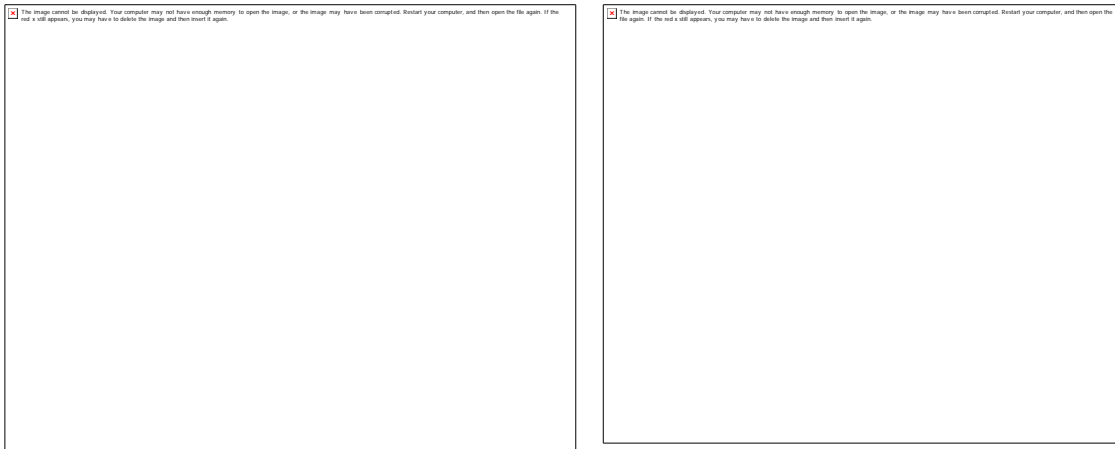 The image cannot be displayed. Your computer may not have enough memory to open the image, or the image may have been corrupted. Restart your computer, and then open the file again. If the
red x still appears, you may have to delete the image and then insert it again.
The image cannot be displayed. Your computer may not have enough memory to open the image, or the image may have been corrupted. Restart your computer, and then open the
file again. If the red x still appears, you may have to delete the image and then insert it again.